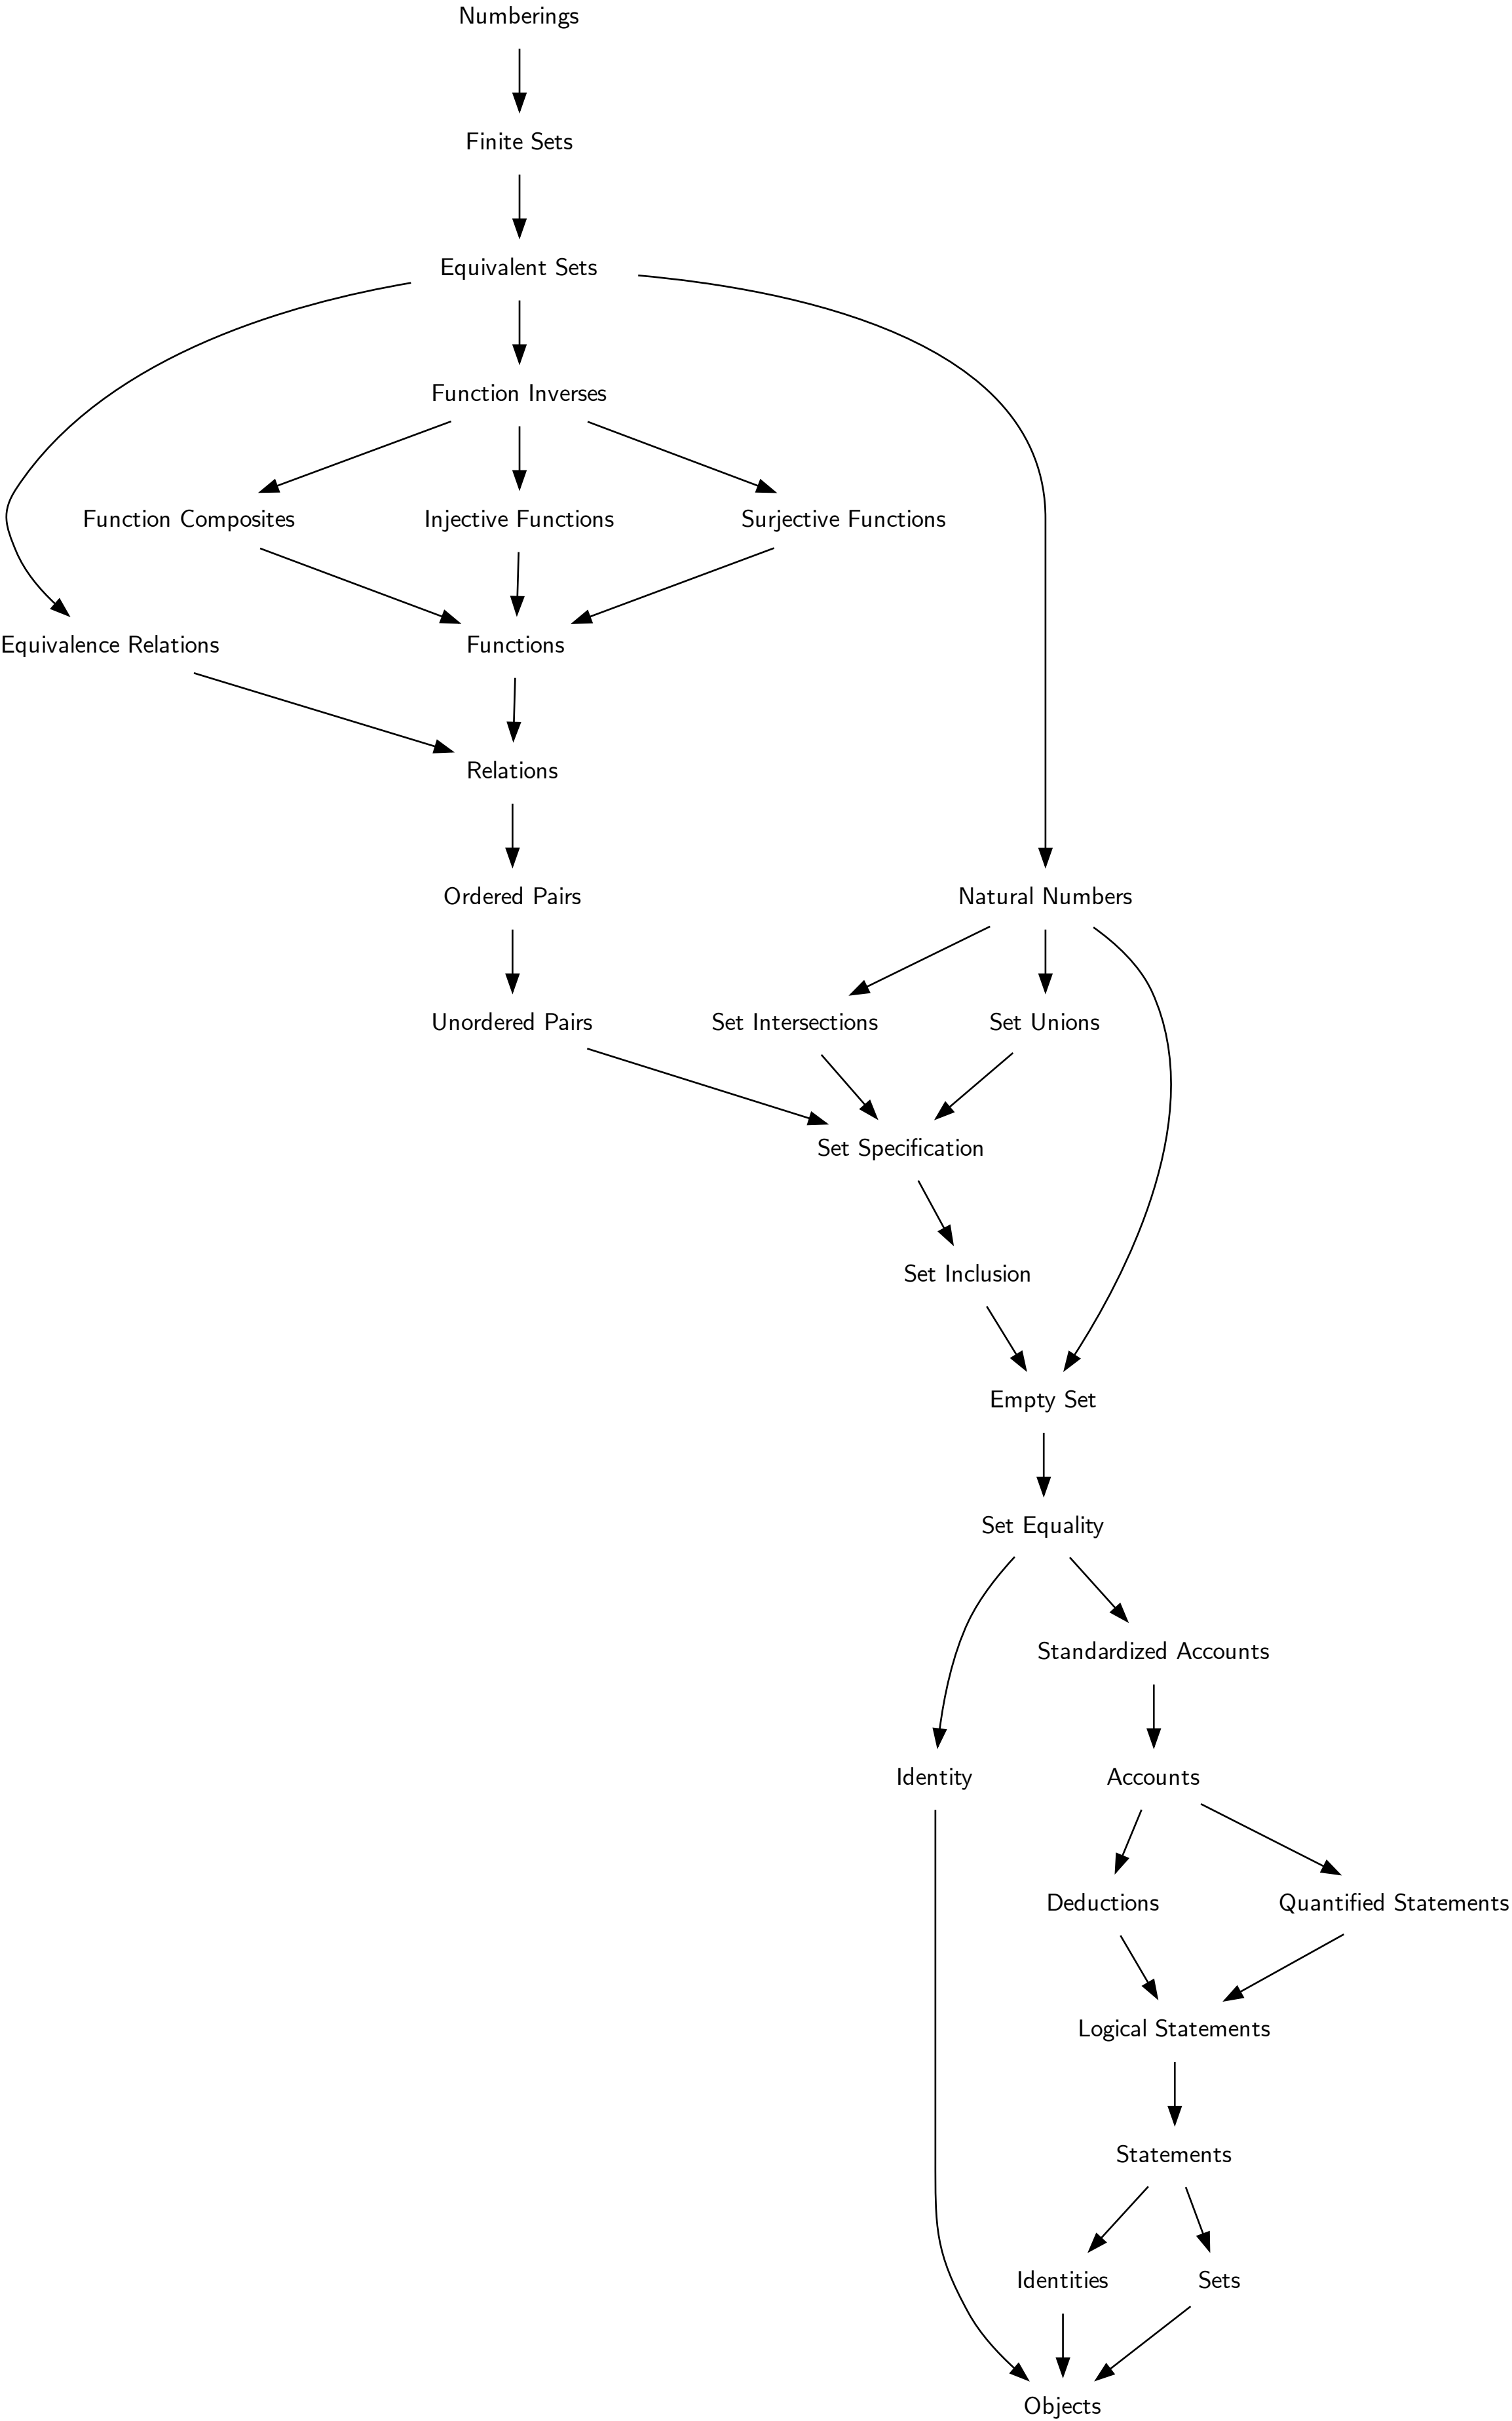 Numberings
Finite Sets
Equivalent Sets
Function Inverses
Function Composites
Injective Functions
Surjective Functions
Equivalence Relations
Functions
Relations
Ordered Pairs
Natural Numbers
Unordered Pairs
Set Intersections
Set Unions
Set Specification
Set Inclusion
Empty Set
Set Equality
Standardized Accounts
Identity
Accounts
Deductions
Quantified Statements
Logical Statements
Statements
Identities
Sets
Objects